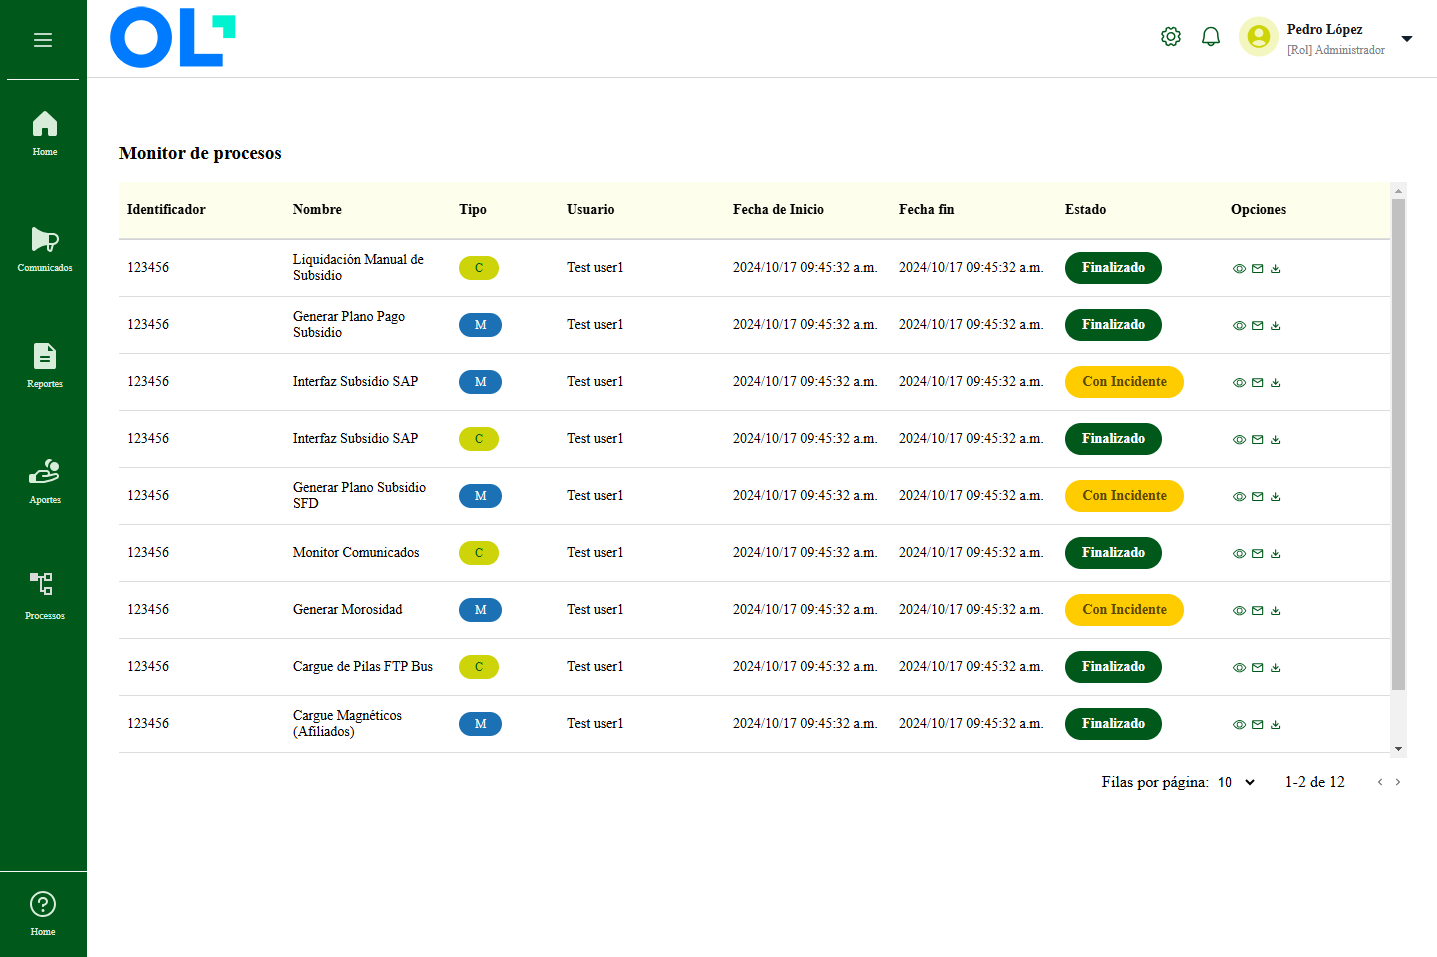 OL
Pedro López
[Rol] Administrador
Home
Comunicados
Reportes
Aportes
Processos
Home
Monitor de procesos
Identificador Nombre Tipo Usuario Fecha de Inicio Fecha fin Estado Opciones
123456 Liquidación Manual de Subsidio C Test user1 2024/10/17 09:45:32 a.m. 2024/10/17 09:45:32 a.m. Finalizado
123456 Generar Plano Pago Subsidio M Test user1 2024/10/17 09:45:32 a.m. 2024/10/17 09:45:32 a.m. Finalizado
123456 Interfaz Subsidio SAP M Test user1 2024/10/17 09:45:32 a.m. 2024/10/17 09:45:32 a.m. Con Incidente
123456 Interfaz Subsidio SAP C Test user1 2024/10/17 09:45:32 a.m. 2024/10/17 09:45:32 a.m. Finalizado
123456 Generar Plano Subsidio SFD M Test user1 2024/10/17 09:45:32 a.m. 2024/10/17 09:45:32 a.m. Con Incidente
123456 Monitor Comunicados C Test user1 2024/10/17 09:45:32 a.m. 2024/10/17 09:45:32 a.m. Finalizado
123456 Generar Morosidad M Test user1 2024/10/17 09:45:32 a.m. 2024/10/17 09:45:32 a.m. Con Incidente
123456 Cargue de Pilas FTP Bus C Test user1 2024/10/17 09:45:32 a.m. 2024/10/17 09:45:32 a.m. Finalizado
123456 Cargue Magnéticos (Afiliados) M Test user1 2024/10/17 09:45:32 a.m. 2024/10/17 09:45:32 a.m. Finalizado
Filas por página: 10 1-2 de 12